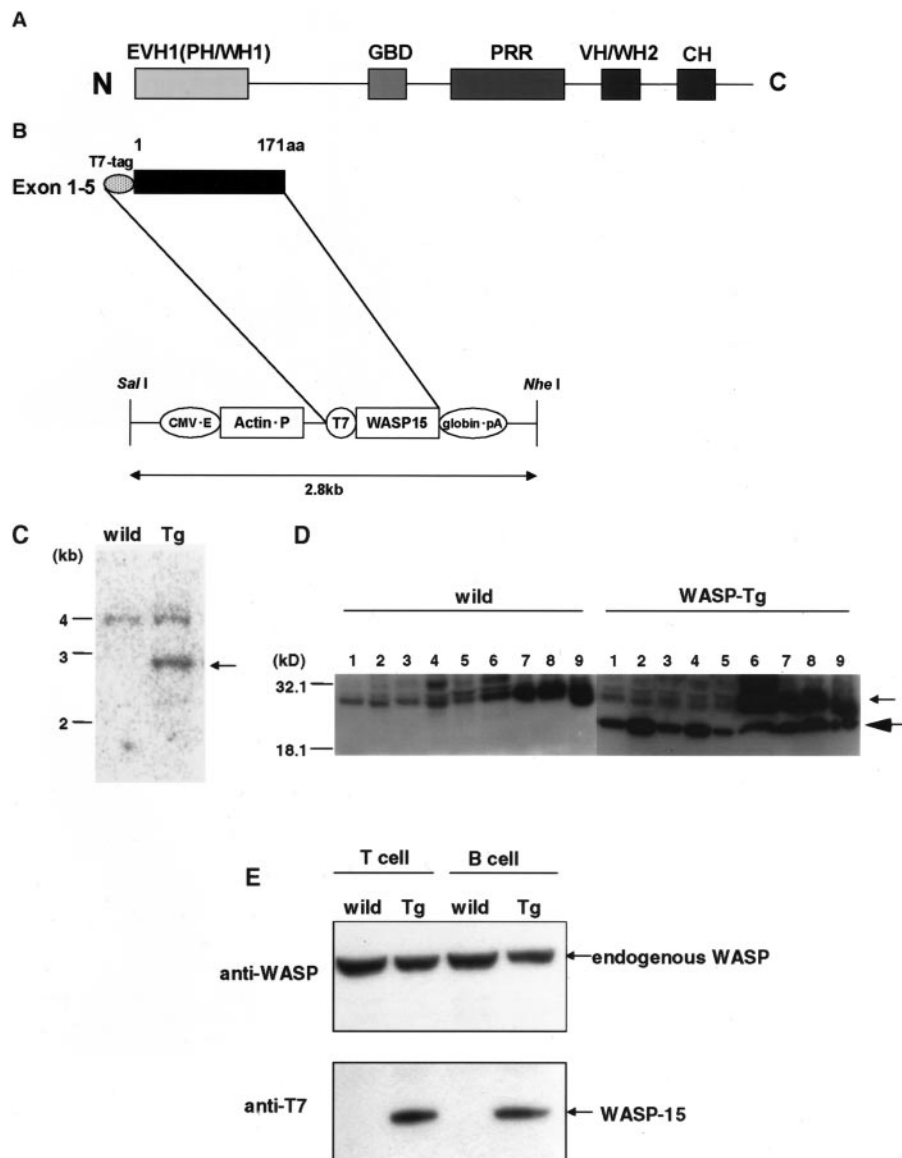 A
EVH1(PH/WH1) GBD PRR VH/WH2 CH
N C
B
1 171aa
T7-tag
Exon 1-5
Sal I Nhe I
CMV·E Actin·P T7 WASP15 globin·pA
2.8kb
C
wild Tg
(kb)
4
3
2
D
wild WASP-Tg
(kD) 1 2 3 4 5 6 7 8 9 1 2 3 4 5 6 7 8 9
32.1
18.1
E
T cell B cell
wild Tg wild Tg
anti-WASP endogenous WASP
anti-T7 WASP-15